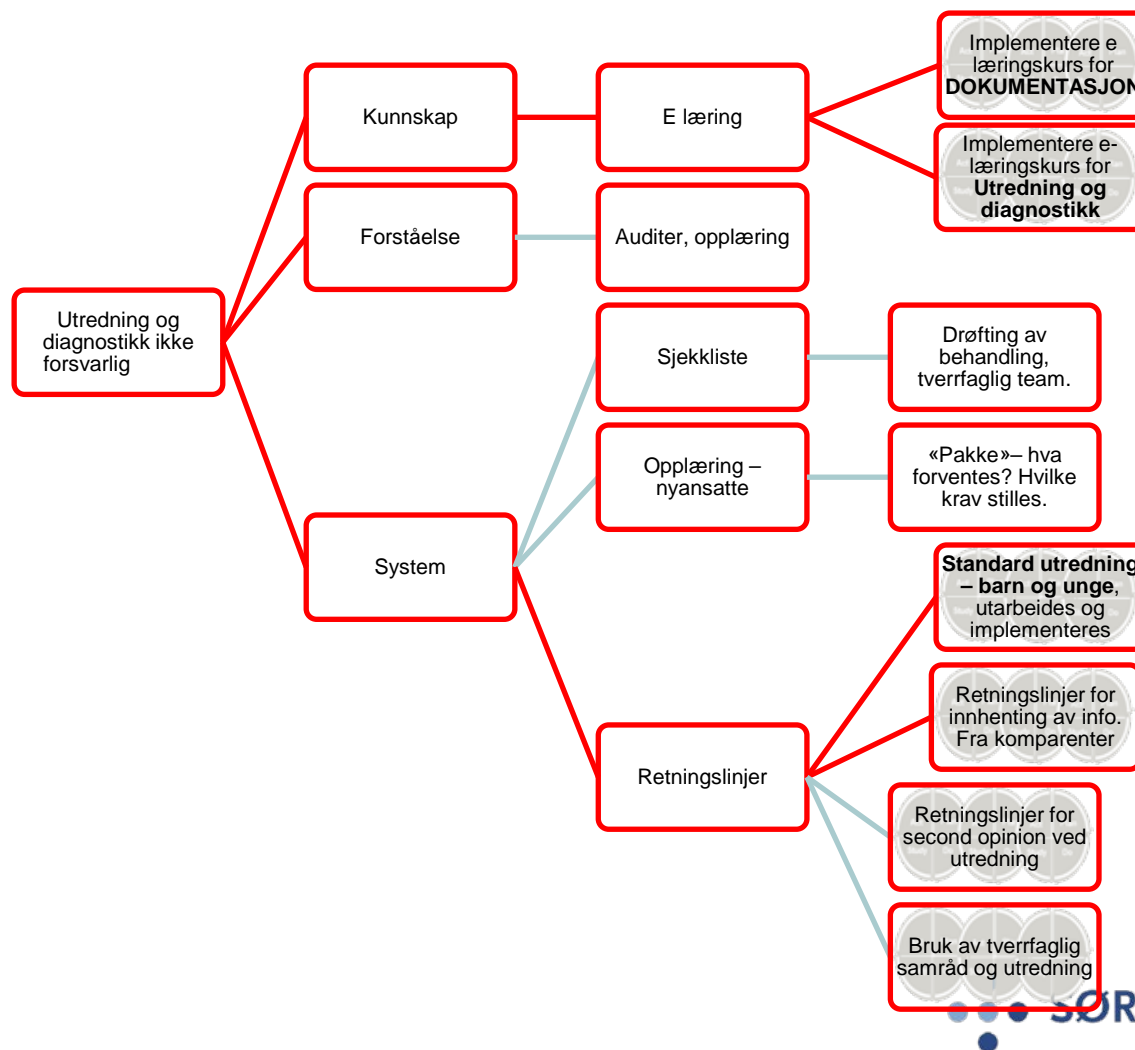 Implementere e
læringskurs for
DOKUMENTASJON
Kunnskap
E læring
Implementere e-
læringskurs for
Utredning og
diagnostikk
Forståelse
Auditer, opplæring
Utredning og
diagnostikk ikke
forsvarlig
Sjekkliste
Drøfting av
behandling,
tverrfaglig team.
Opplæring –
nyansatte
«Pakke»– hva
forventes? Hvilke
krav stilles.
System
Standard utredning
– barn og unge,
utarbeides og
implementeres
Retningslinjer for
innhenting av info.
Fra komparenter
Retningslinjer
Retningslinjer for
second opinion ved
utredning
Bruk av tverrfaglig
samråd og utredning
SØR